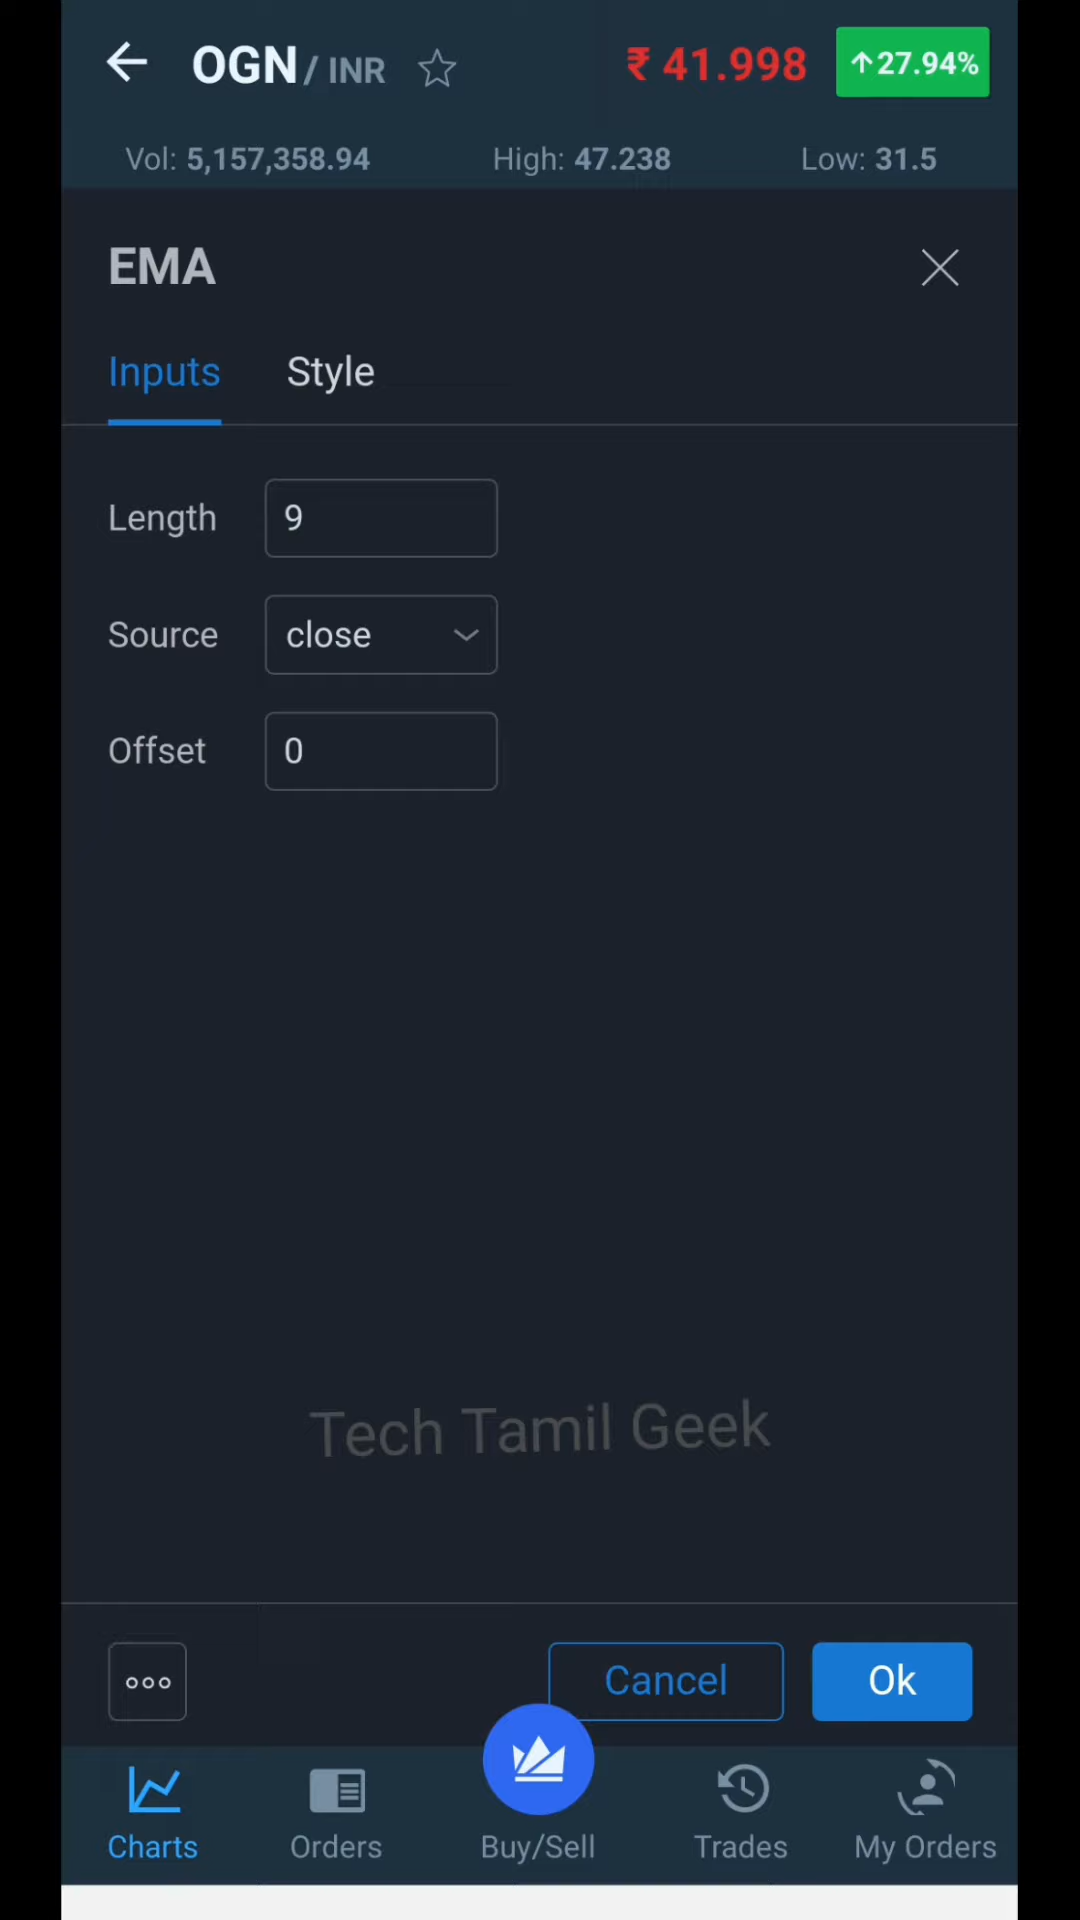 OGN / INR ₹ 41.998 ↑27.94%
Vol: 5,157,358.94 High: 47.238 Low: 31.5
EMA
Inputs Style
Length 9
Source close
Offset 0
Tech Tamil Geek
Cancel Ok
Charts Orders Buy/Sell Trades My Orders